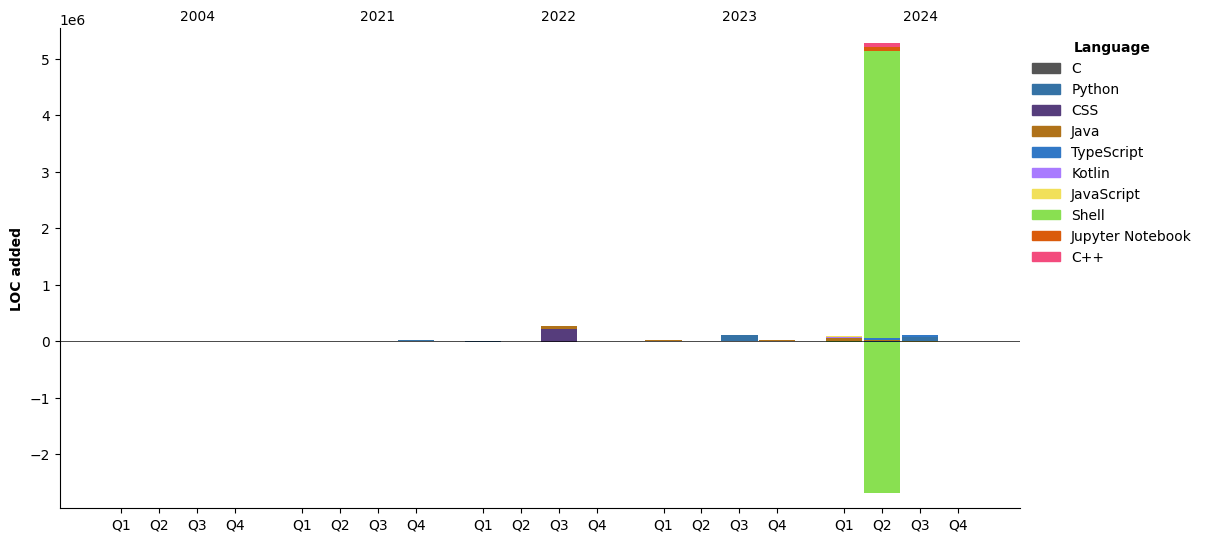 2004 2021 2022 2023 2024
1e6
5
4
3
2
1
0
−1
−2
LOC added
Q1 Q2 Q3 Q4 Q1 Q2 Q3 Q4 Q1 Q2 Q3 Q4 Q1 Q2 Q3 Q4 Q1 Q2 Q3 Q4
Language
C
Python
CSS
Java
TypeScript
Kotlin
JavaScript
Shell
Jupyter Notebook
C++